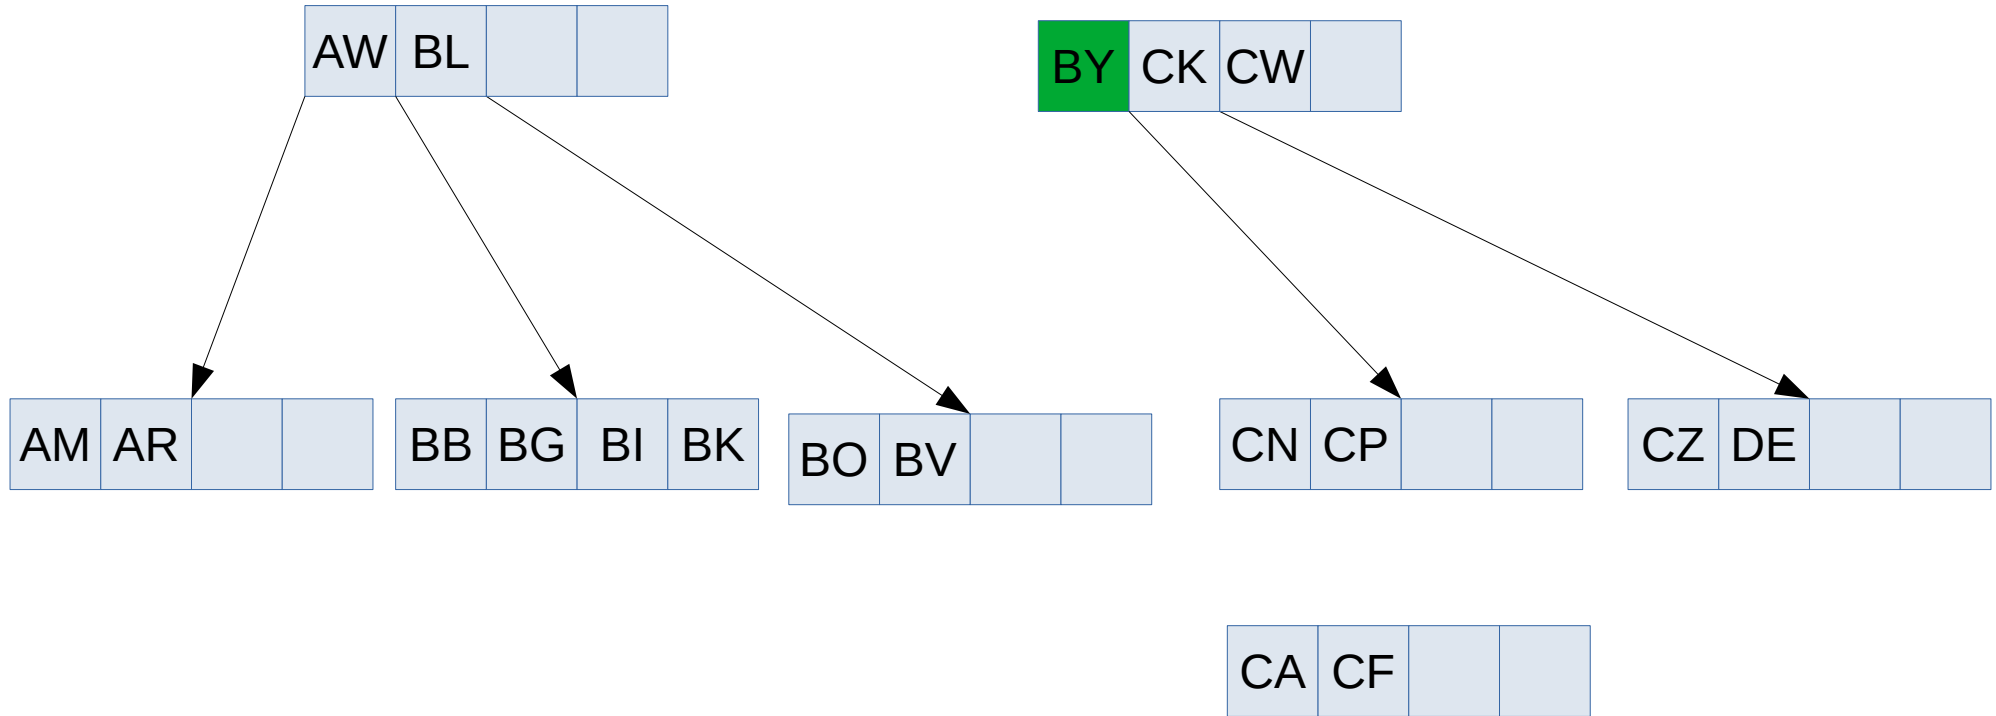 AW BL
BY CK CW
AM AR
BB BG BI BK
BO BV
CN CP
CZ DE
CA CF